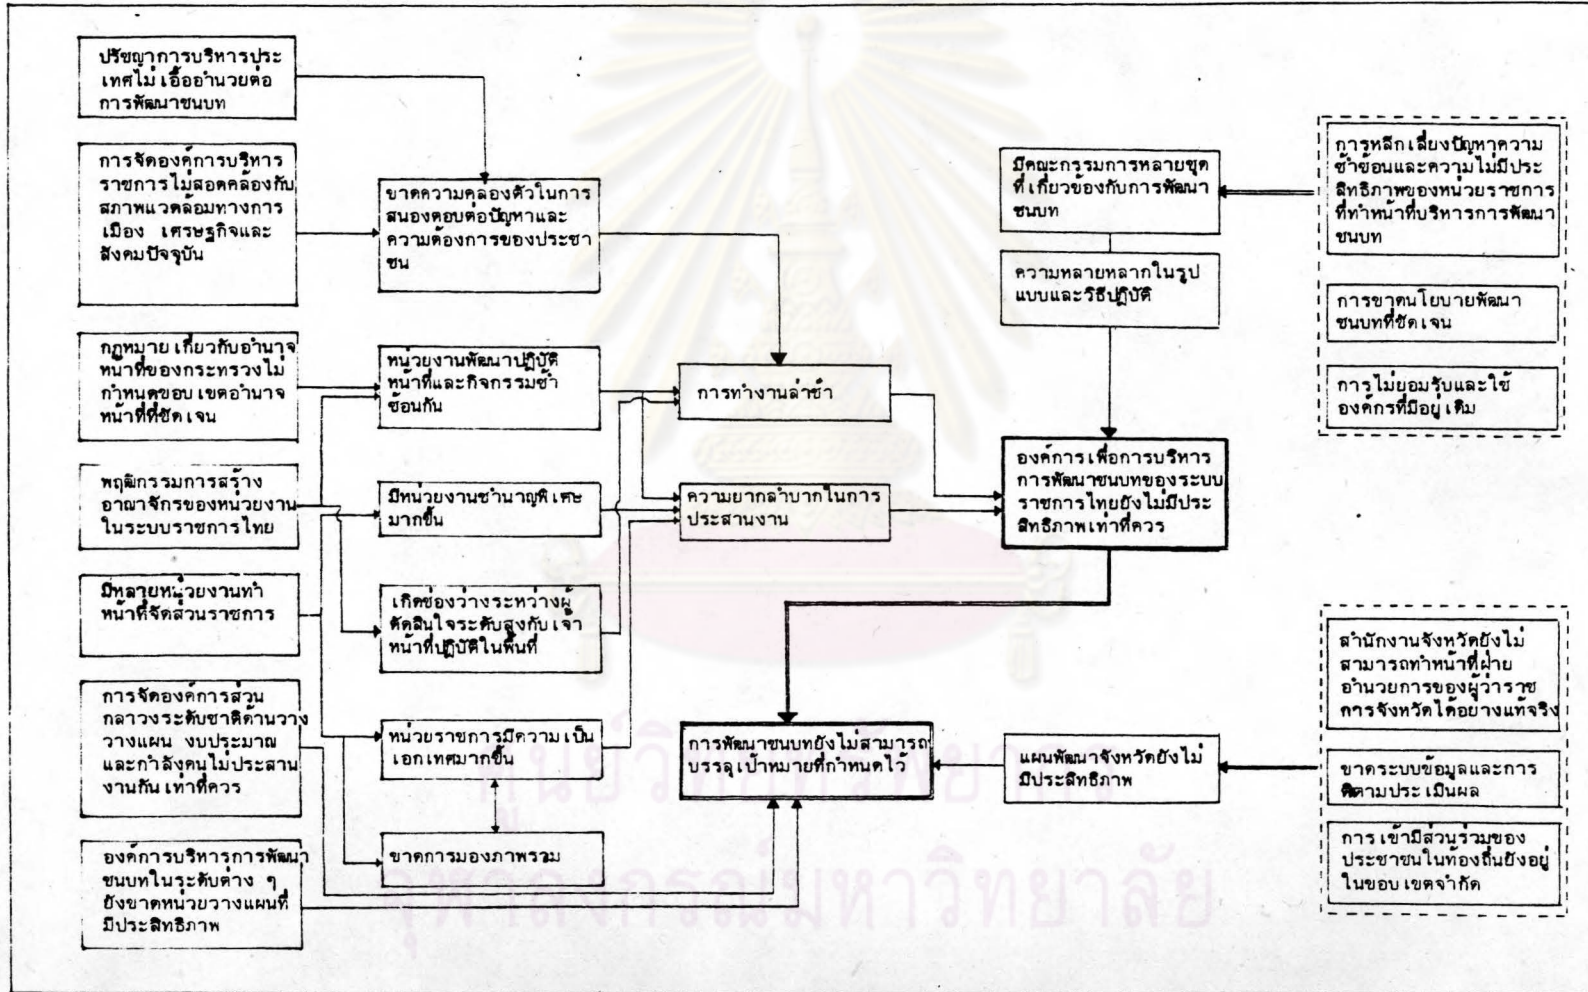 ปรัชญาการบริหารประ
เทศไม่เอื้ออำนวยต่อ
การพัฒนาชนบท
การจัดองค์การบริหาร
ราชการไม่สอดคล้องกับ
สภาพแวดล้อมทางการ
เมือง เศรษฐกิจและ
สังคมปัจจุบัน
กฎหมายเกี่ยวกับอำนาจ
หน้าที่ของกระทรวงไม่
กำหนดขอบเขตอำนาจ
หน้าที่ที่ชัดเจน
พฤติกรรมการสร้าง
อาณาจักรของหน่วยงาน
ในระบบราชการไทย
มีหลายหน่วยงานทำ
หน้าที่จัดส่วนราชการ
การจัดองค์การส่วน
กลาวงระดับชาติด้านวาง
วางแผน งบประมาณ
และกำลังคนไม่ประสาน
งานกันเท่าที่ควร
องค์การบริหารการพัฒนา
ชนบทในระดับต่าง ๆ
ยังขาดหน่วยวางแผนที่
มีประสิทธิภาพ
ขาดความคล่องตัวในการ
สนองตอบต่อปัญหาและ
ความต้องการของประชา
ชน
หน่วยงานพัฒนาปฏิบัติ
หน้าที่และกิจกรรมซ้ำ
ซ้อนกัน
มีหน่วยงานชำนาญพิเศษ
มากขึ้น
เกิดช่องว่างระหว่างผู้
ตัดสินใจระดับสูงกับเจ้า
หน้าที่ปฏิบัติในพื้นที่
หน่วยราชการมีความเป็น
เอกเทศมากขึ้น
ขาดการมองภาพรวม
การทำงานล่าช้า
ความยากลำบากในการ
ประสานงาน
การพัฒนาชนบทยังไม่สามารถ
บรรลุเป้าหมายที่กำหนดไว้
มีคณะกรรมการหลายชุด
ที่เกี่ยวข้องกับการพัฒนา
ชนบท
ความหลายหลากในรูป
แบบและวิธีปฏิบัติ
องค์การเพื่อการบริหาร
การพัฒนาชนบทของระบบ
ราชการไทยยังไม่มีประ
สิทธิภาพเท่าที่ควร
แผนพัฒนาจังหวัดยังไม่
มีประสิทธิภาพ
การหลีกเลี่ยงปัญหาความ
ซ้ำซ้อนและความไม่มีประ
สิทธิภาพของหน่วยราชการ
ที่ทำหน้าที่บริหารการพัฒนา
ชนบท
การขาดนโยบายพัฒนา
ชนบทที่ชัดเจน
การไม่ยอมรับและใช้
องค์กรที่มีอยู่เดิม
สำนักงานจังหวัดยังไม่
สามารถทำหน้าที่ฝ่าย
อำนวยการของผู้ว่าราช
การจังหวัดได้อย่างแท้จริง
ขาดระบบข้อมูลและการ
ติดตามประเมินผล
การเข้ามีส่วนร่วมของ
ประชาชนในท้องถิ่นยังอยู่
ในขอบเขตจำกัด
ศูนย์วิทยทรัพยากร
จุฬาลงกรณ์มหาวิทยาลัย